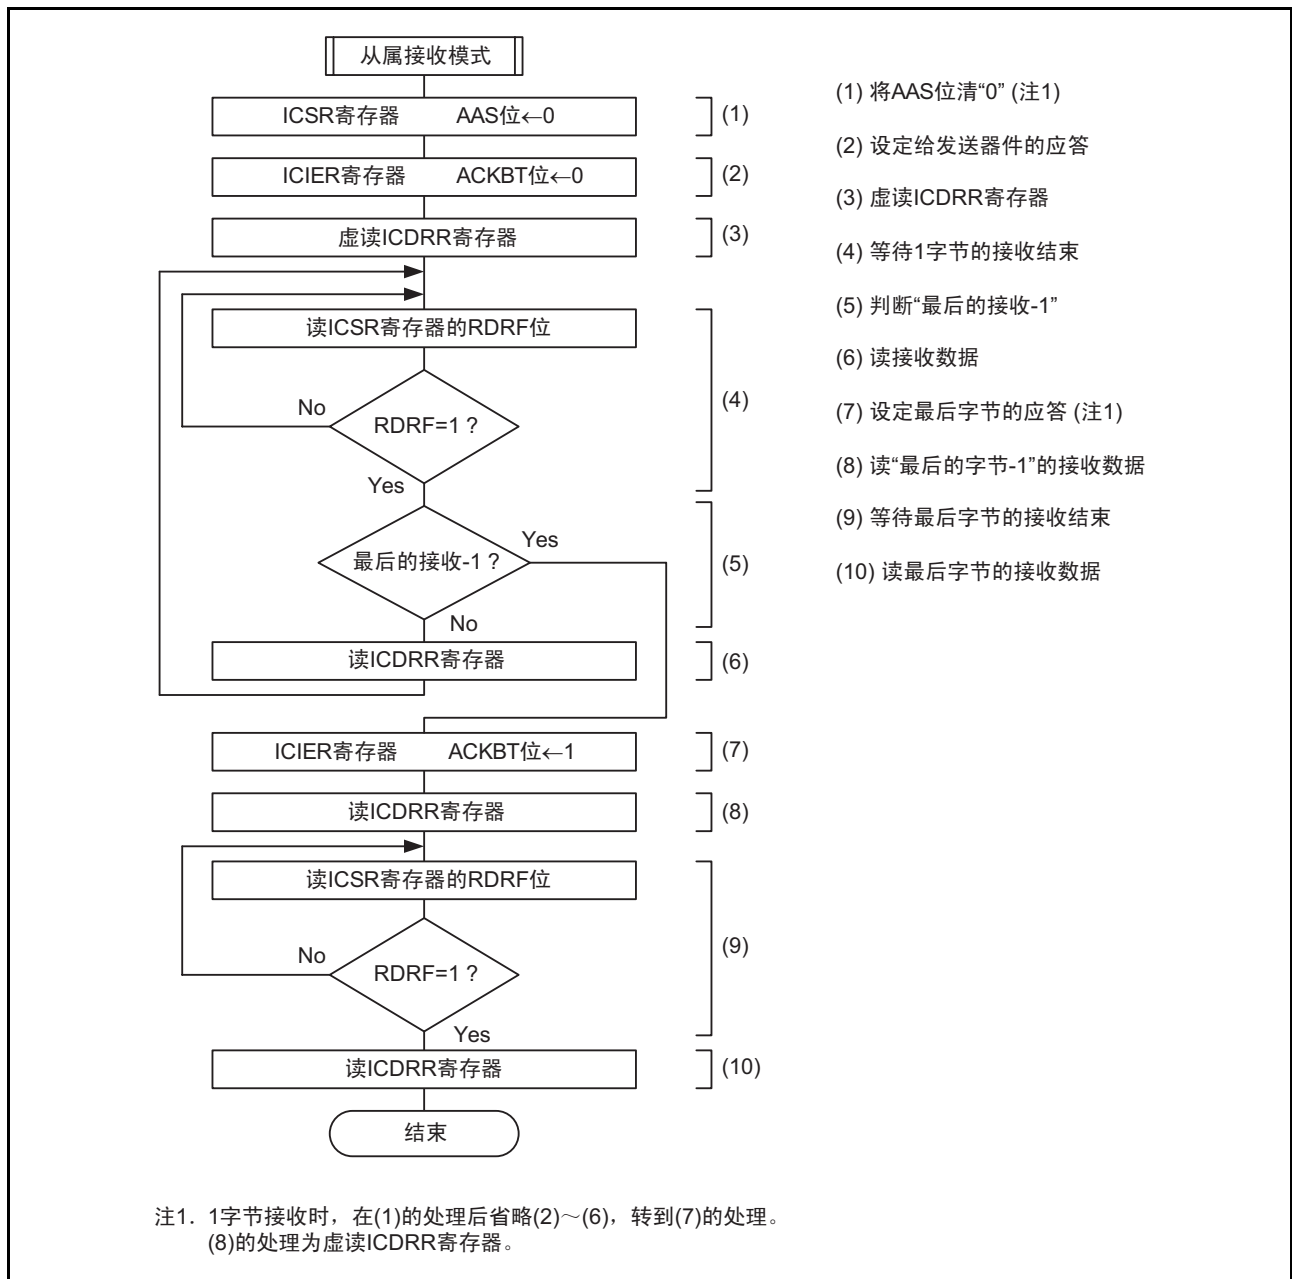 从属接收模式
ICSR寄存器 AAS位←0 (1)
ICIER寄存器 ACKBT位←0 (2)
虚读ICDRR寄存器 (3)
读ICSR寄存器的RDRF位
No
RDRF=1 ?
(4)
Yes
最后的接收-1 ?
Yes
(5)
No
读ICDRR寄存器 (6)
ICIER寄存器 ACKBT位←1 (7)
读ICDRR寄存器 (8)
读ICSR寄存器的RDRF位
No
RDRF=1 ?
(9)
Yes
读ICDRR寄存器 (10)
结束
(1) 将AAS位清“0” (注1)
(2) 设定给发送器件的应答
(3) 虚读ICDRR寄存器
(4) 等待1字节的接收结束
(5) 判断“最后的接收-1”
(6) 读接收数据
(7) 设定最后字节的应答 (注1)
(8) 读“最后的字节-1”的接收数据
(9) 等待最后字节的接收结束
(10) 读最后字节的接收数据
注1. 1字节接收时，在(1)的处理后省略(2)～(6)，转到(7)的处理。
(8)的处理为虚读ICDRR寄存器。